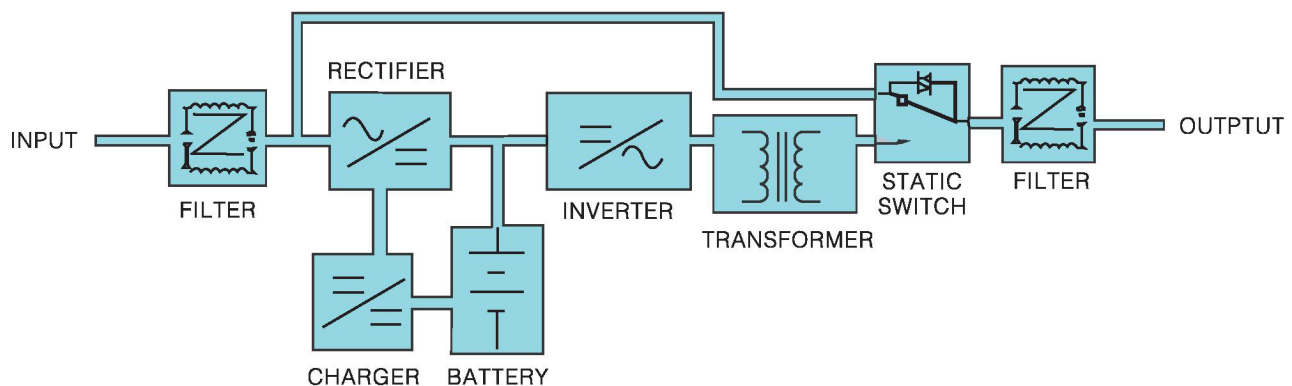 RECTIFIER
INPUT
OUTPTUT
FILTER
INVERTER
TRANSFORMER
STATIC
SWITCH
FILTER
CHARGER
BATTERY